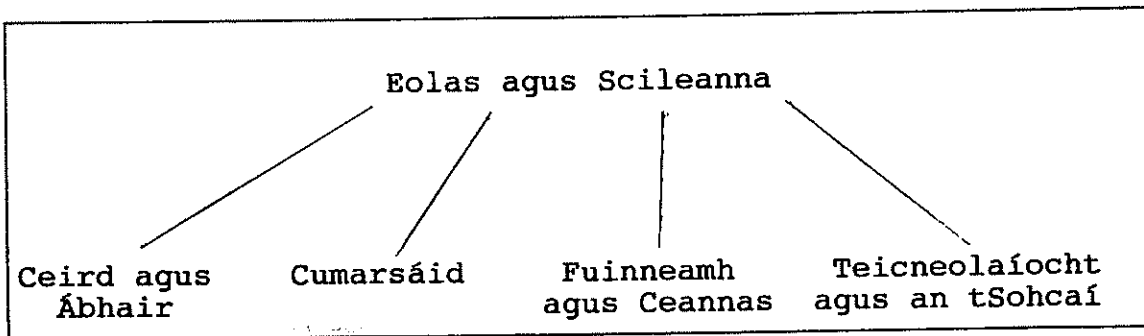 Eolas agus Scileanna
Ceird agus
Ábhair
Cumarsáid
Fuinneamh
agus Ceannas
Teicneolaíocht
agus an tSohcaí